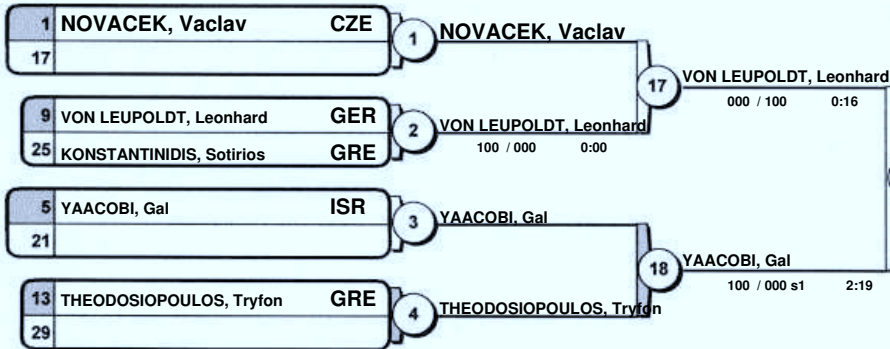 1 NOVACEK, Vaclav CZE
17
1
NOVACEK, Vaclav
9 VON LEUPOLDT, Leonhard GER
25 KONSTANTINIDIS, Sotirios GRE
2
VON LEUPOLDT, Leonhard
100 / 000 0:00
17
VON LEUPOLDT, Leonhard
000 / 100 0:16
5 YAACOBI, Gal ISR
21
3
YAACOBI, Gal
13 THEODOSIOPOULOS, Tryfon GRE
29
4
THEODOSIOPOULOS, Tryfon
18
YAACOBI, Gal
100 / 000 s1 2:19